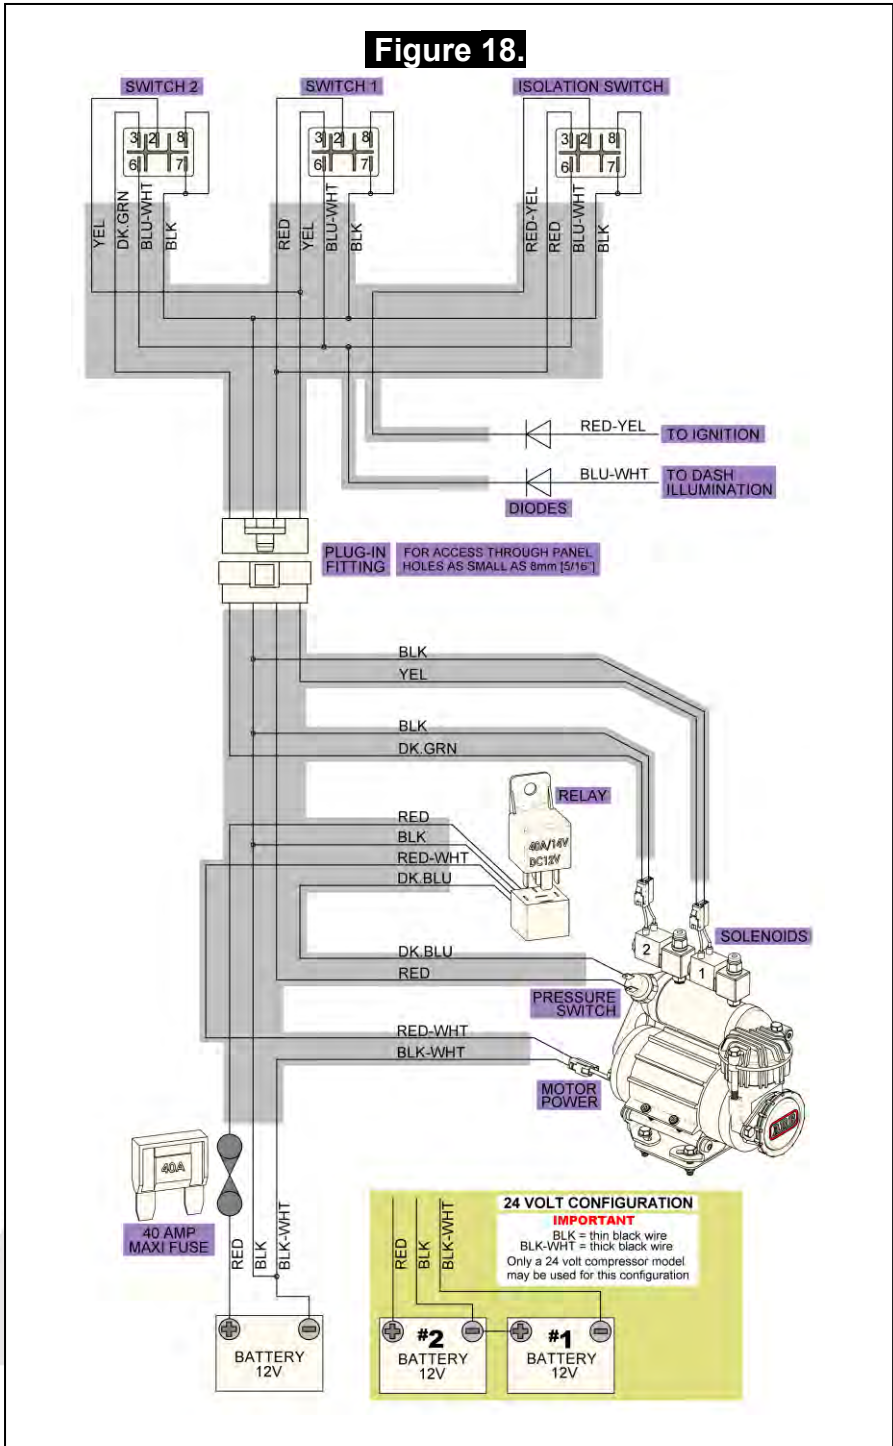 Figure 18.
SWITCH 2
SWITCH 1
ISOLATION SWITCH
3 2 8
6 7
3 2 8
6 7
3 2 8
6 7
YEL
DK.GRN
BLU-WHT
BLK
RED
YEL
BLU-WHT
BLK
RED-YEL
RED
BLU-WHT
BLK
RED-YEL
TO IGNITION
BLU-WHT
TO DASH
ILLUMINATION
DIODES
PLUG-IN
FITTING
FOR ACCESS THROUGH PANEL
HOLES AS SMALL AS 8mm [5/16"]
BLK
YEL
BLK
DK.GRN
RELAY
40A/14V
DC12V
RED
BLK
RED-WHT
DK.BLU
2
1
SOLENOIDS
DK.BLU
RED
PRESSURE
SWITCH
RED-WHT
BLK-WHT
MOTOR
POWER
40A
40 AMP
MAXI FUSE
RED
BLK
BLK-WHT
BATTERY
12V
24 VOLT CONFIGURATION
IMPORTANT
BLK = thin black wire
BLK-WHT = thick black wire
Only a 24 volt compressor model
may be used for this configuration
RED
BLK
BLK-WHT
#2
BATTERY
12V
#1
BATTERY
12V